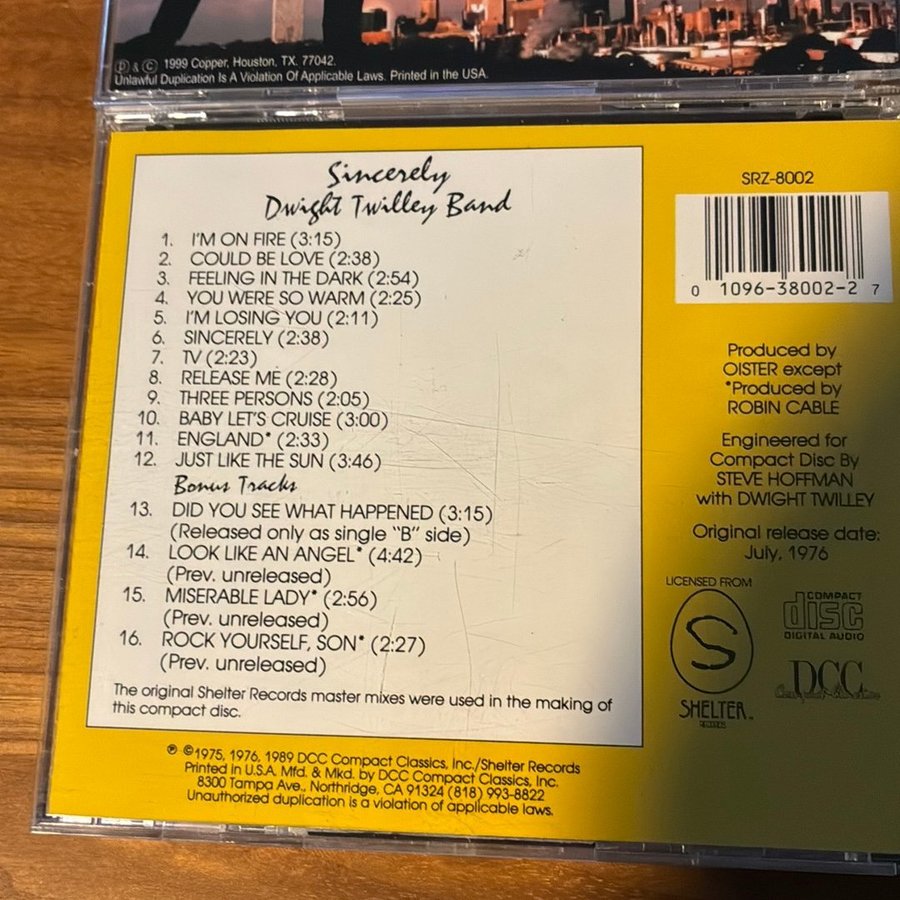 ℗ & © 1999 Copper, Houston, TX. 77042.
Unlawful Duplication Is A Violation Of Applicable Laws. Printed in the USA.
Sincerely
Dwight Twilley Band
1. I'M ON FIRE (3:15)
2. COULD BE LOVE (2:38)
3. FEELING IN THE DARK (2:54)
4. YOU WERE SO WARM (2:25)
5. I'M LOSING YOU (2:11)
6. SINCERELY (2:38)
7. TV (2:23)
8. RELEASE ME (2:28)
9. THREE PERSONS (2:05)
10. BABY LET'S CRUISE (3:00)
11. ENGLAND* (2:33)
12. JUST LIKE THE SUN (3:46)
Bonus Tracks
13. DID YOU SEE WHAT HAPPENED (3:15)
(Released only as single "B" side)
14. LOOK LIKE AN ANGEL* (4:42)
(Prev. unreleased)
15. MISERABLE LADY* (2:56)
(Prev. unreleased)
16. ROCK YOURSELF, SON* (2:27)
(Prev. unreleased)
The original Shelter Records master mixes were used in the making of
this compact disc.
℗ ©1975, 1976, 1989 DCC Compact Classics, Inc./Shelter Records
Printed in U.S.A. Mfd. & Mkd. by DCC Compact Classics, Inc.
8300 Tampa Ave., Northridge, CA 91324 (818) 993-8822
Unauthorized duplication is a violation of applicable laws.
SRZ-8002
0 1096-38002-2 7
Produced by
OISTER except
*Produced by
ROBIN CABLE
Engineered for
Compact Disc By
STEVE HOFFMAN
with DWIGHT TWILLEY
Original release date:
July, 1976
LICENSED FROM
S
SHELTER™
COMPACT
disc
DIGITAL AUDIO
DCC